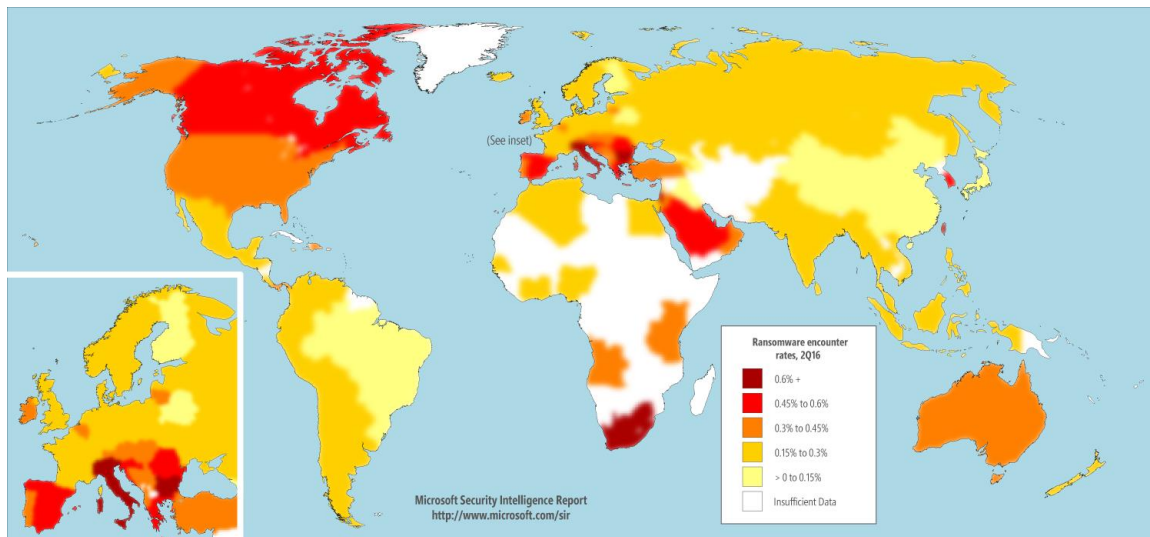 (See inset)
Ransomware encounter
rates, 2Q16
0.6% +
0.45% to 0.6%
0.3% to 0.45%
0.15% to 0.3%
> 0 to 0.15%
Insufficient Data
Microsoft Security Intelligence Report
http://www.microsoft.com/sir